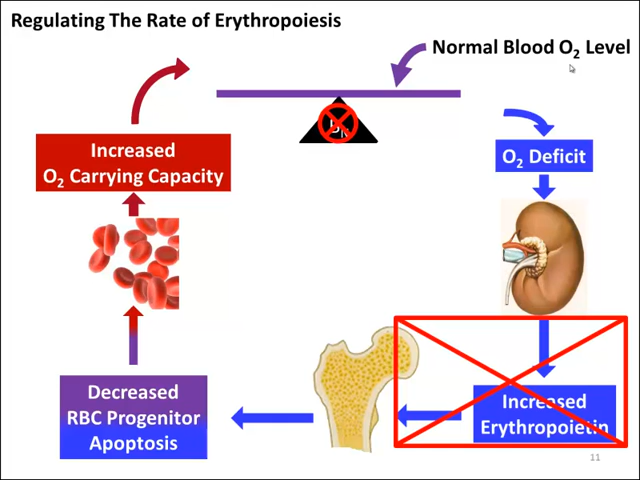 Regulating The Rate of Erythropoiesis
Normal Blood O₂ Level
O₂ Deficit
Increased
Erythropoietin
Decreased
RBC Progenitor
Apoptosis
Increased
O₂ Carrying Capacity
11